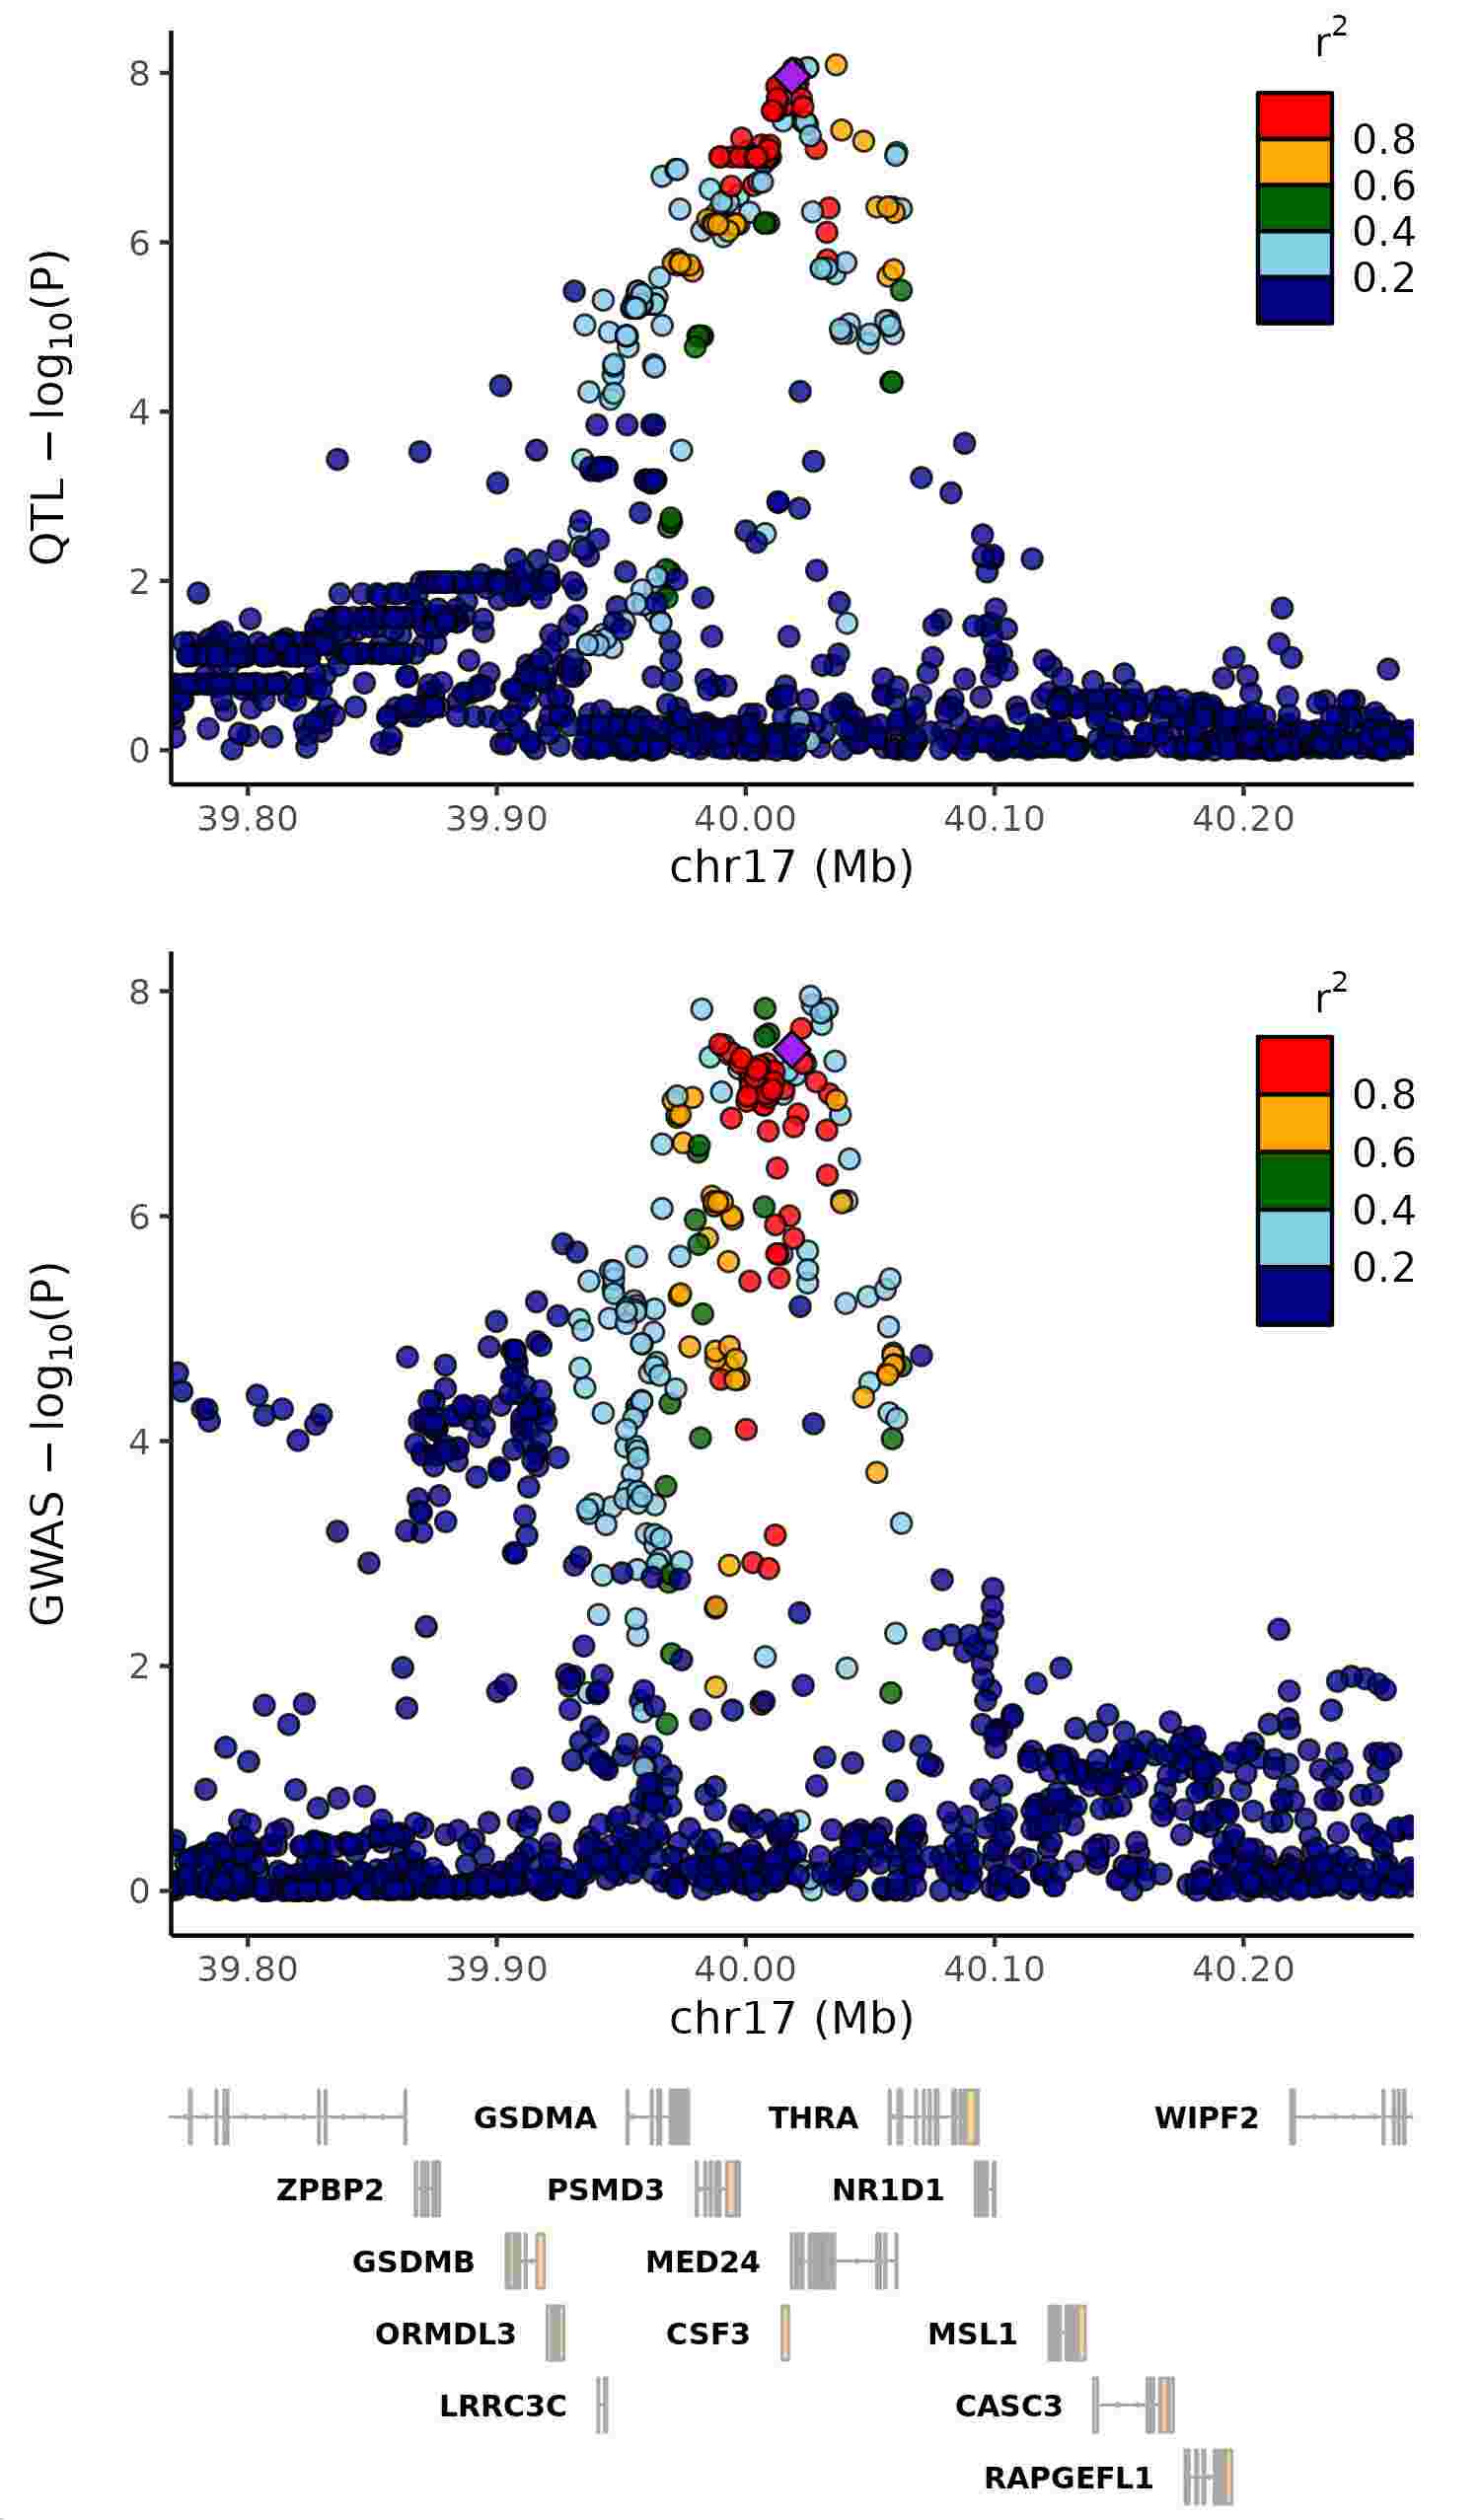 r2
8
6
4
2
0
0.8
0.6
0.4
0.2
QTL − log10(P)
39.80 39.90 40.00 40.10 40.20
chr17 (Mb)
r2
8
6
4
2
0
0.8
0.6
0.4
0.2
GWAS − log10(P)
39.80 39.90 40.00 40.10 40.20
chr17 (Mb)
GSDMA THRA WIPF2
ZPBP2 PSMD3 NR1D1
GSDMB MED24
ORMDL3 CSF3 MSL1
LRRC3C CASC3
RAPGEFL1